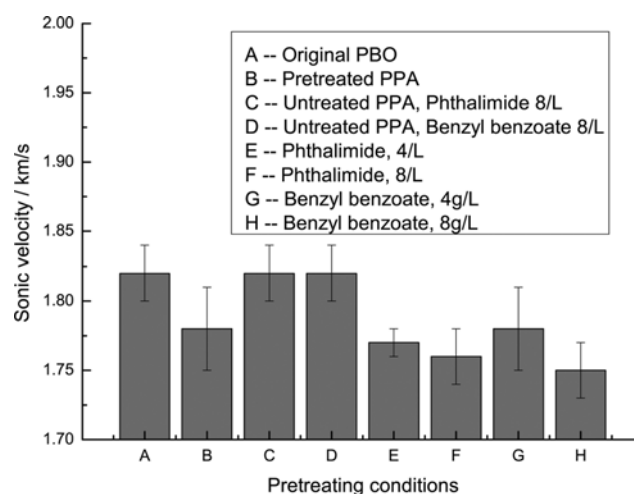 2.00
1.95
1.90
1.85
1.80
1.75
1.70
Sonic velocity / km/s
A -- Original PBO
B -- Pretreated PPA
C -- Untreated PPA, Phthalimide 8/L
D -- Untreated PPA, Benzyl benzoate 8/L
E -- Phthalimide, 4/L
F -- Phthalimide, 8/L
G -- Benzyl benzoate, 4g/L
H -- Benzyl benzoate, 8g/L
A B C D E F G H
Pretreating conditions